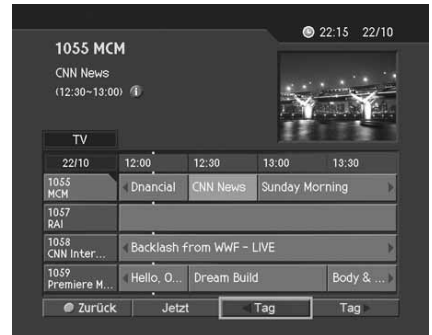 22:15 22/10
1055 MCM
CNN News
(12:30~13:00) i
TV
22/10 12:00 12:30 13:00 13:30
1055 MCM Dnancial CNN News Sunday Morning
1057 RAI
1058 CNN Inter... Backlash from WWF - LIVE
1059 Premiere M... Hello, O... Dream Build Body & ...
Zurück Jetzt Tag Tag